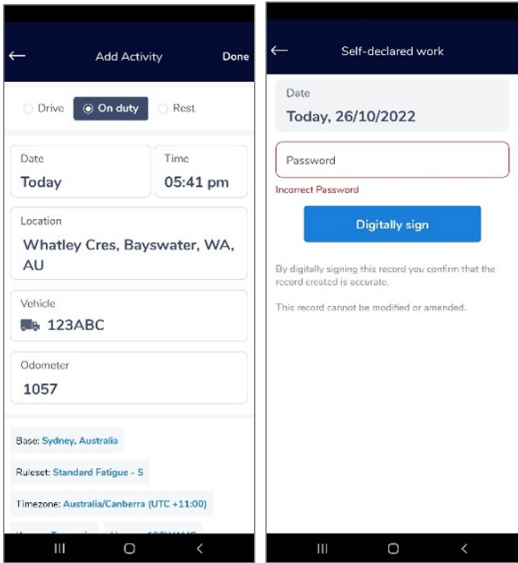 Add Activity
Done
Drive
On duty
Rest
Date
Today
Time
05:41 pm
Location
Whatley Cres, Bayswater, WA,
AU
Vehicle
123ABC
Odometer
1057
Base: Sydney, Australia
Ruleset: Standard Fatigue - S
Timezone: Australia/Canberra (UTC +11:00)
Self-declared work
Date
Today, 26/10/2022
Password
Incorrect Password
Digitally sign
By digitally signing this record you confirm that the
record created is accurate.
This record cannot be modified or amended.